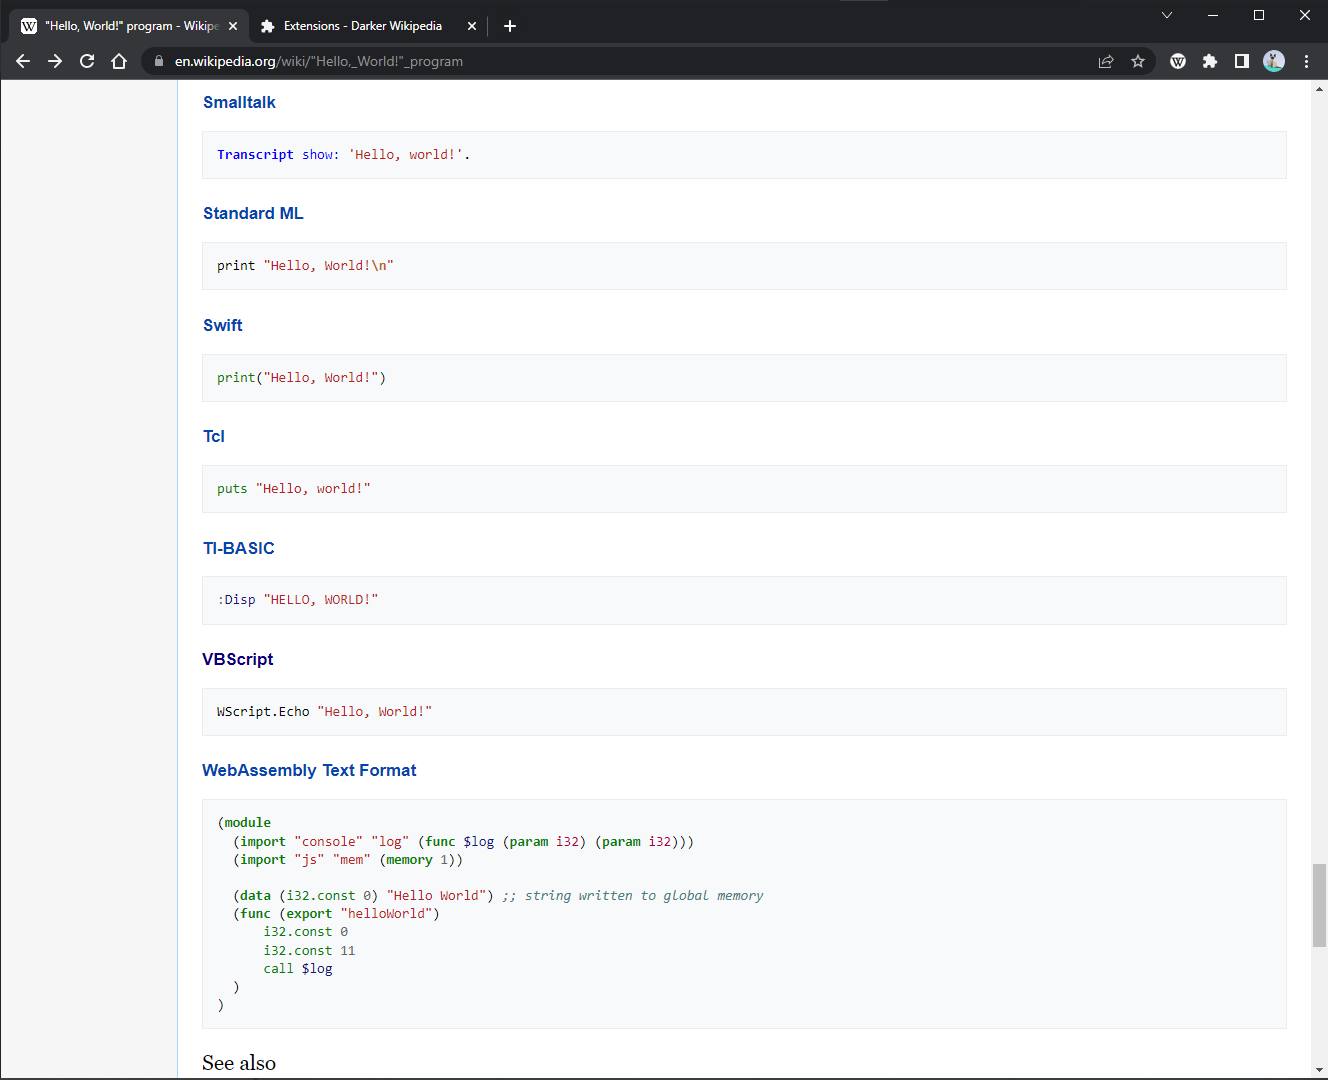 "Hello, World!" program - Wikipe
Extensions - Darker Wikipedia
en.wikipedia.org/wiki/"Hello,_World!"_program
Smalltalk
Transcript show: 'Hello, world!'.
Standard ML
print "Hello, World!\n"
Swift
print("Hello, World!")
Tcl
puts "Hello, world!"
TI-BASIC
:Disp "HELLO, WORLD!"
VBScript
WScript.Echo "Hello, World!"
WebAssembly Text Format
(module
  (import "console" "log" (func $log (param i32) (param i32)))
  (import "js" "mem" (memory 1))
  (data (i32.const 0) "Hello World") ;; string written to global memory
  (func (export "helloWorld")
      i32.const 0
      i32.const 11
      call $log
  )
)
See also